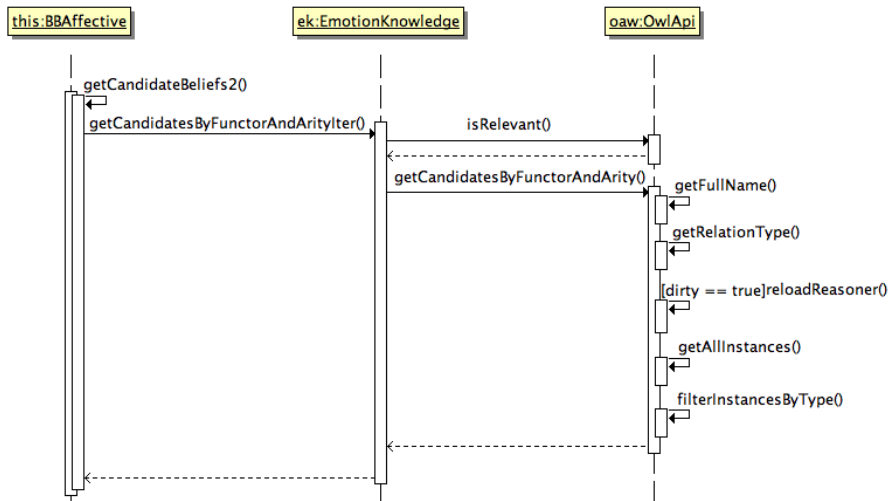 this:BBAffective
ek:EmotionKnowledge
oaw:OwlApi
getCandidateBeliefs2()
getCandidatesByFunctorAndArityIter()
isRelevant()
getCandidatesByFunctorAndArity()
getFullName()
getRelationType()
[dirty == true]reloadReasoner()
getAllInstances()
filterInstancesByType()